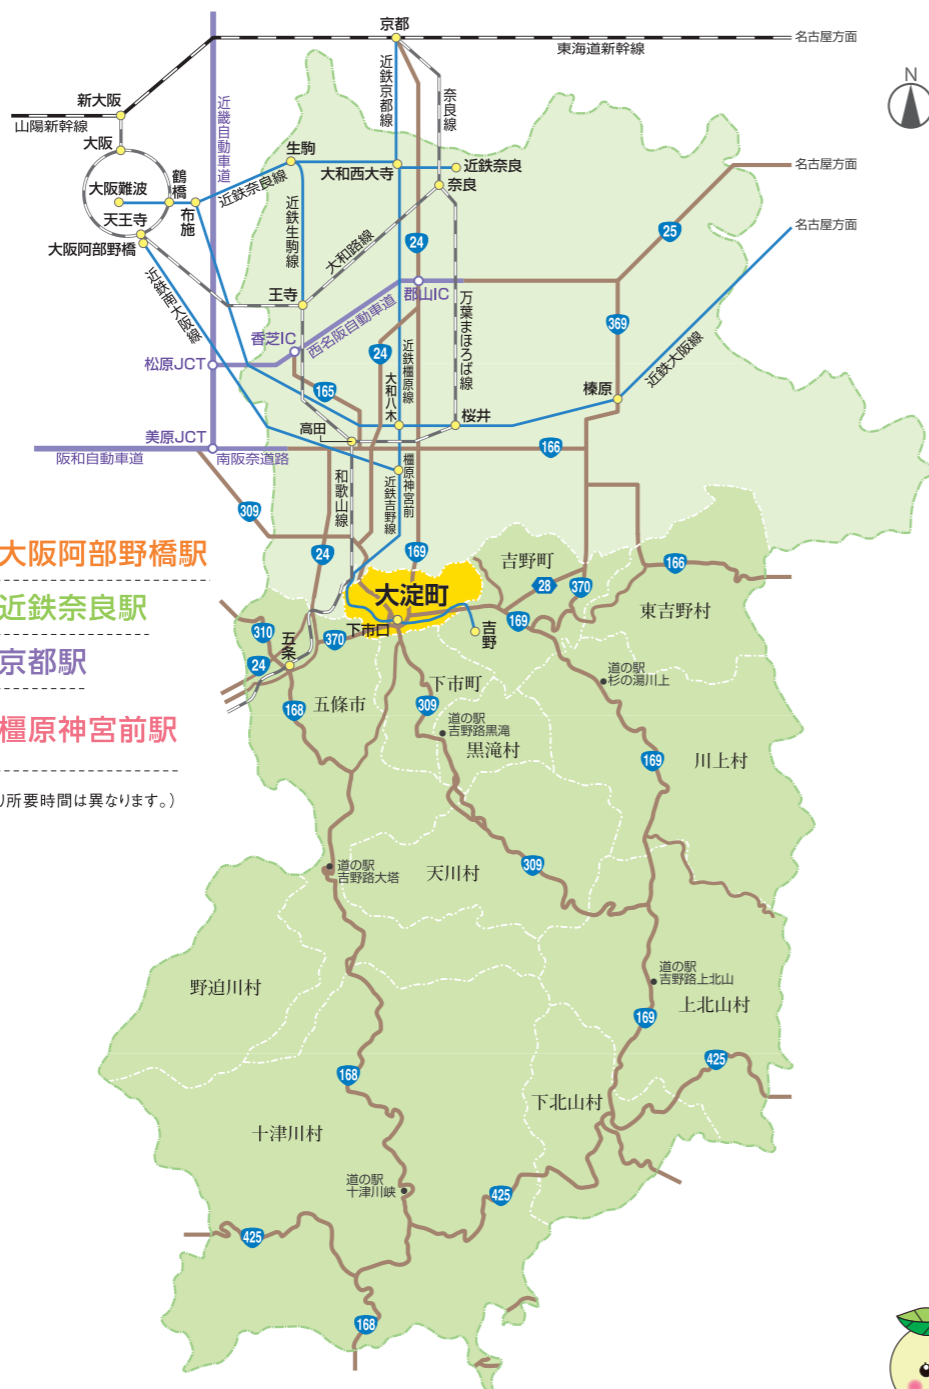 京都
名古屋方面
東海道新幹線
近鉄京都線
奈良線
N
新大阪
山陽新幹線
近畿自動車道
大阪
生駒
大和西大寺
近鉄奈良
名古屋方面
鶴橋
大阪難波
布施
近鉄奈良線
奈良
天王寺
大阪阿部野橋
近鉄生駒線
大和路線
24
25
名古屋方面
近鉄南大阪線
王寺
郡山IC
万葉まほろば線
香芝IC
西名阪自動車道
369
松原JCT
24
近鉄橿原線
近鉄大阪線
165
大和八木
桜井
榛原
高田
美原JCT
166
阪和自動車道
南阪奈道路
和歌山線
橿原神宮前
近鉄吉野線
309
大阪阿部野橋駅
24
169
吉野町
166
近鉄奈良駅
大淀町
28
370
東吉野村
310
370
下市口
吉野
169
京都駅
24
五条
道の駅
杉の湯川上
下市町
168
五條市
309
道の駅
吉野路黒滝
橿原神宮前駅
黒滝村
169
川上村
り所要時間は異なります。）
道の駅
吉野路大塔
天川村
309
野迫川村
道の駅
吉野路上北山
上北山村
169
425
168
下北山村
十津川村
道の駅
十津川峡
425
425
168